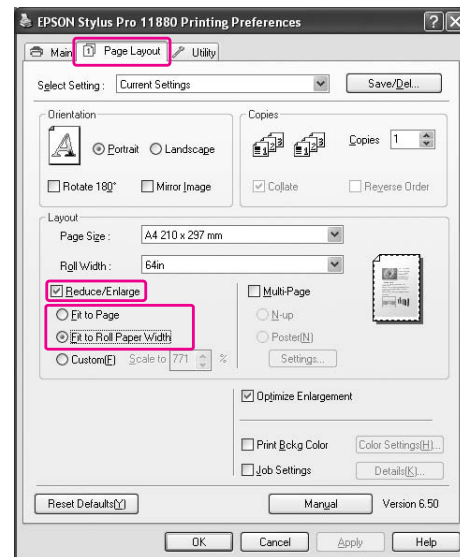 EPSON Stylus Pro 11880 Printing Preferences
Main Page Layout Utility
Select Setting : Current Settings Save/Del...
Orientation Copies
A Portrait Landscape Copies 1
Rotate 180° Mirror Image Collate Reverse Order
Layout
Page Size : A4 210 x 297 mm
Roll Width : 64in
Reduce/Enlarge Multi-Page
Fit to Page N-up
Fit to Roll Paper Width Poster(N)
Custom(F) Scale to 771 % Settings...
Optimize Enlargement
Print Bckg Color Color Settings(H)...
Job Settings Details(K)...
Reset Defaults(Y) Manual Version 6.50
OK Cancel Apply Help